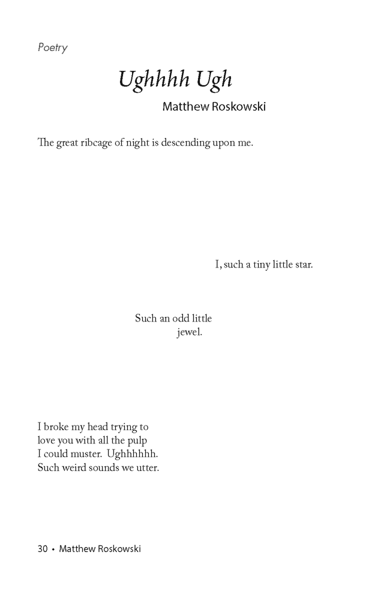 Poetry
Ughhhh Ugh
Matthew Roskowski
The great ribcage of night is descending upon me.
I, such a tiny little star.
Such an odd little
jewel.
I broke my head trying to
love you with all the pulp
I could muster.  Ughhhhhh.
Such weird sounds we utter.
30 • Matthew Roskowski